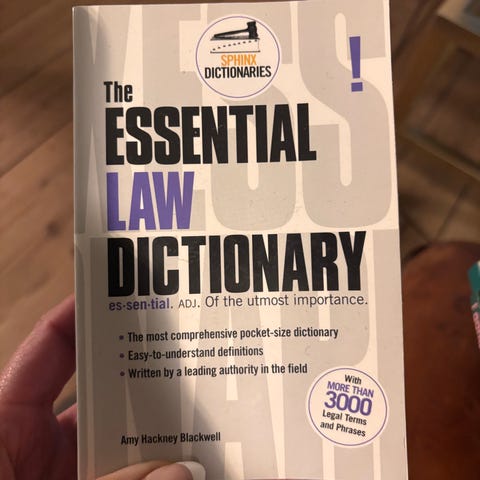 SPHINX
DICTIONARIES
!
The
ESSENTIAL
LAW
DICTIONARY
es·sen·tial. ADJ. Of the utmost importance.
• The most comprehensive pocket-size dictionary
• Easy-to-understand definitions
• Written by a leading authority in the field
With
MORE THAN
3000
Legal Terms
and Phrases
Amy Hackney Blackwell